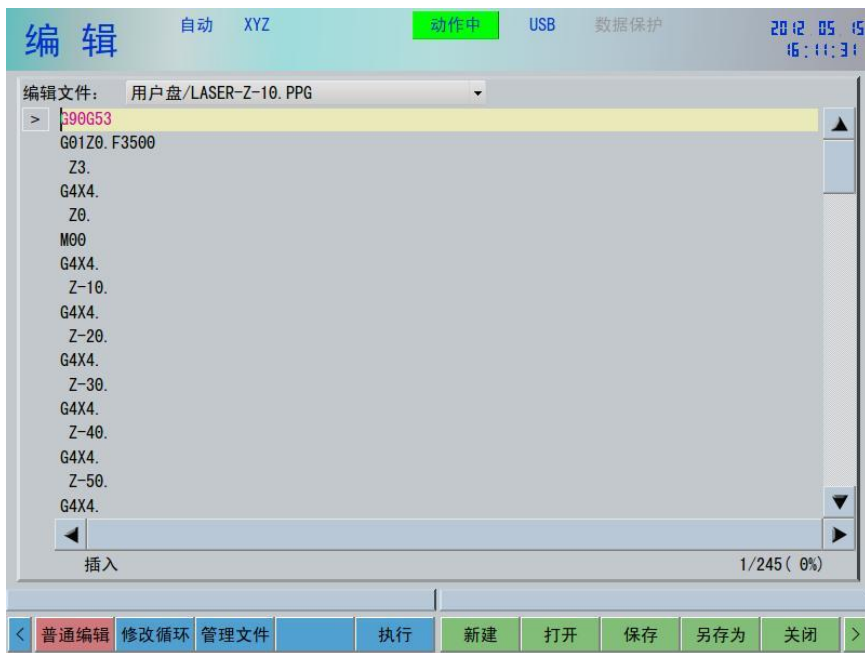 编 辑 自动 XYZ 动作中 USB 数据保护 2012. 05. 15
16:11:31
编辑文件: 用户盘/LASER-Z-10.PPG
> G90G53
G01Z0.F3500
Z3.
G4X4.
Z0.
M00
G4X4.
Z-10.
G4X4.
Z-20.
G4X4.
Z-30.
G4X4.
Z-40.
G4X4.
Z-50.
G4X4.
插入 1/245( 0%)
< 普通编辑 修改循环 管理文件 执行 新建 打开 保存 另存为 关闭 >